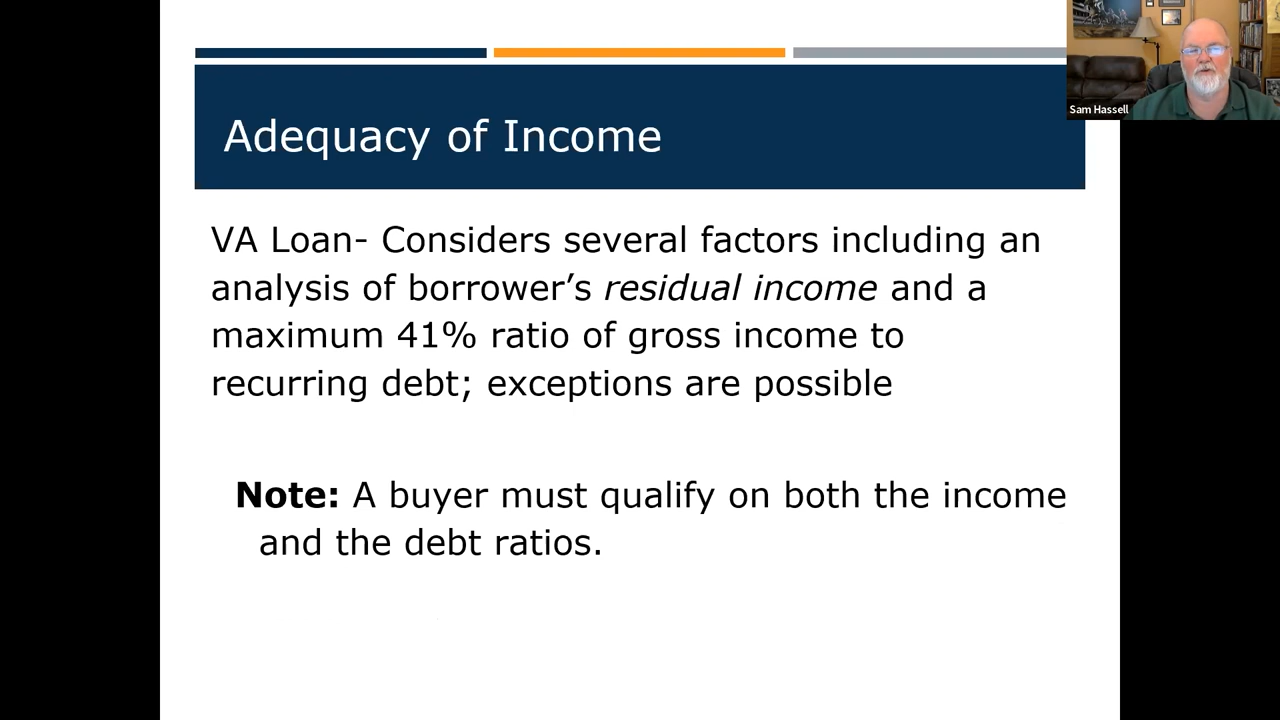 Adequacy of Income
Sam Hassell
VA Loan- Considers several factors including an
analysis of borrower’s residual income and a
maximum 41% ratio of gross income to
recurring debt; exceptions are possible
Note: A buyer must qualify on both the income
and the debt ratios.